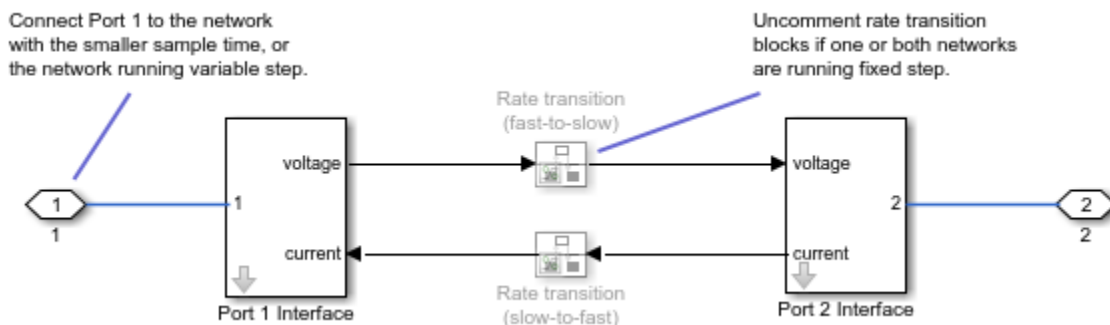 Connect Port 1 to the network
with the smaller sample time, or
the network running variable step.
Uncomment rate transition
blocks if one or both networks
are running fixed step.
Rate transition
(fast-to-slow)
voltage
voltage
1
1
1
2
2
2
current
current
Port 1 Interface
Rate transition
(slow-to-fast)
Port 2 Interface